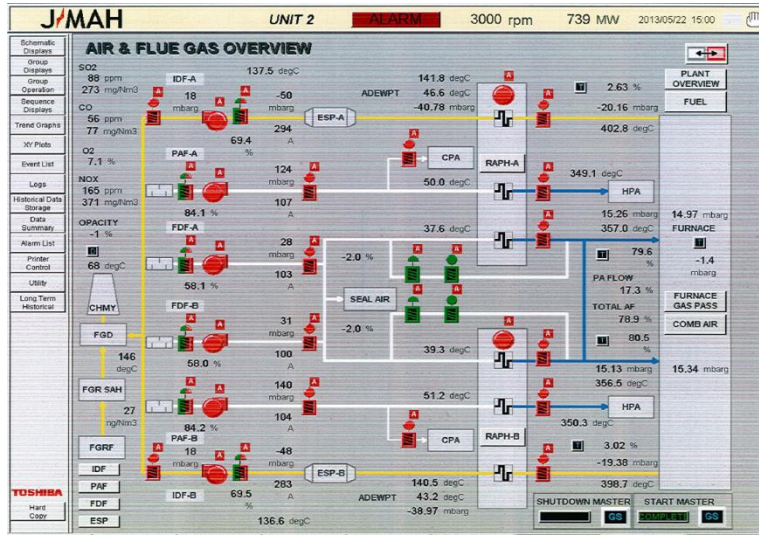 JIMAH UNIT 2 ALARM 3000 rpm 739 MW 2013/05/22 15:00
AIR & FLUE GAS OVERVIEW
Schematic Displays
Group Displays
Group Operation
Sequence Displays
Trend Graphs
XY Plots
Event List
Logs
Historical Data Storage
Data Summary
Alarm List
Printer Control
Utility
Long Term Historical
TOSHIBA
Hard Copy
SO2
88 ppm
273 mg/Nm3
CO
56 ppm
77 mg/Nm3
O2
7.1 %
NOX
165 ppm
371 mg/Nm3
OPACITY
-1 %
68 degC
CHMY
FGD
146 degC
FGR SAH
27 ng/Nm3
FGRF
IDF
PAF
FDF
ESP
IDF-A
18 mbarg
69.4 %
137.5 degC
-50 mbarg
294 A
ESP-A
ADEWPT
141.8 degC
46.6 degC
-40.78 mbarg
2.63 %
-20.16 mbarg
402.8 degC
PLANT OVERVIEW
FUEL
PAF-A
84.1 %
124 mbarg
107 A
CPA
50.0 degC
RAPH-A
349.1 degC
HPA
15.26 mbarg
357.0 degC
14.97 mbarg
FURNACE
-1.4 mbarg
FDF-A
58.1 %
28 mbarg
103 A
37.6 degC
-2.0 %
SEAL AIR
-2.0 %
79.6 %
PA FLOW
17.3 %
TOTAL AF
78.9 %
80.5 %
FURNACE GAS PASS
COMB AIR
FDF-B
58.0 %
31 mbarg
100 A
39.3 degC
15.13 mbarg
356.5 degC
15.34 mbarg
84.2 %
PAF-B
140 mbarg
104 A
51.2 degC
CPA
RAPH-B
HPA
350.3 degC
18 mbarg
IDF-B
69.5 %
-48 mbarg
283 A
136.6 degC
ESP-B
ADEWPT
140.5 degC
43.2 degC
-38.97 mbarg
3.02 %
-19.38 mbarg
398.7 degC
SHUTDOWN MASTER
GS
START MASTER
COMPLETE GS